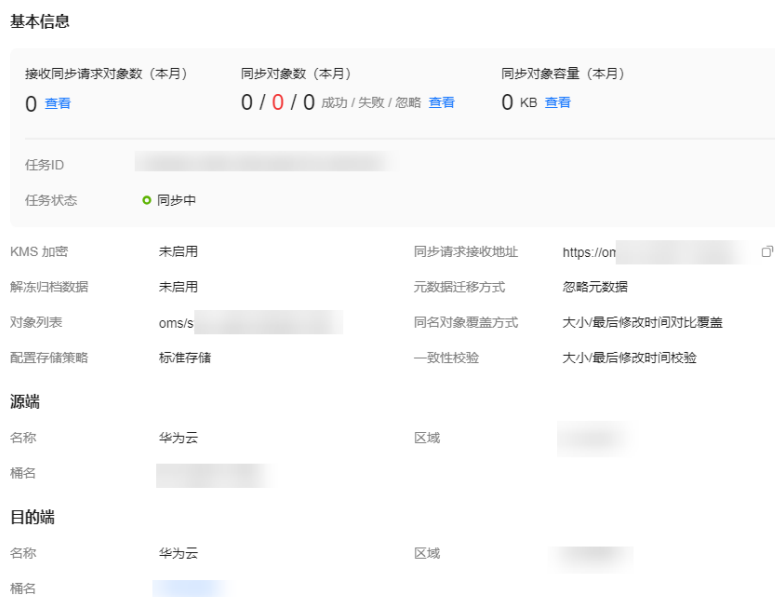 基本信息
接收同步请求对象数（本月） 同步对象数（本月） 同步对象容量（本月）
0 查看 0 / 0 / 0 成功 / 失败 / 忽略 查看 0 KB 查看
任务ID
任务状态 同步中
KMS 加密 未启用 同步请求接收地址 https://om
解冻归档数据 未启用 元数据迁移方式 忽略元数据
对象列表 oms/s 同名对象覆盖方式 大小/最后修改时间对比覆盖
配置存储策略 标准存储 一致性校验 大小/最后修改时间校验
源端
名称 华为云 区域
桶名
目的端
名称 华为云 区域
桶名